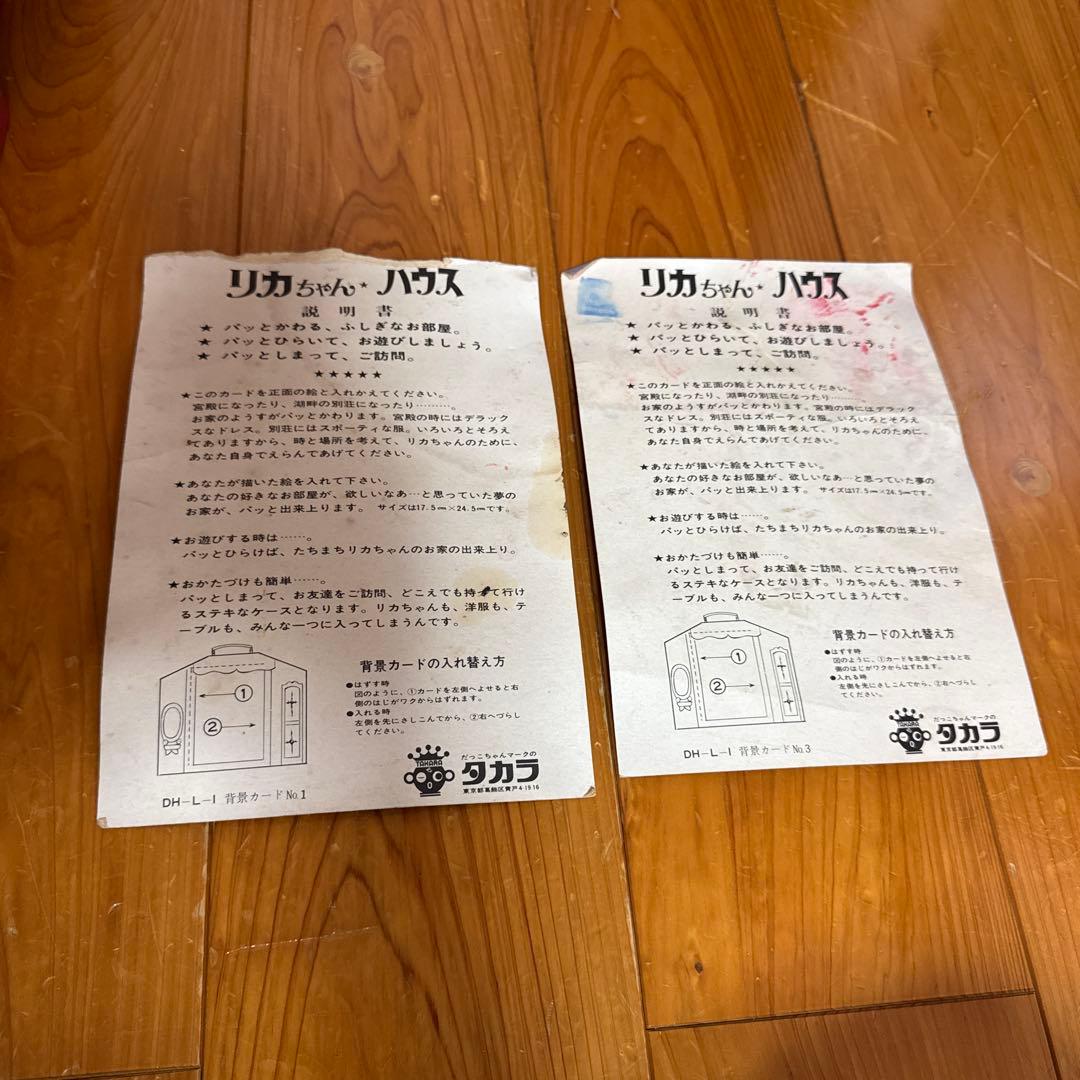 リカちゃん★ハウス
説明書
★ パッとかわる、ふしぎなお部屋。
★ パッとひらいて、お遊びしましょう。
★ パッとしまって、ご訪問。
★★★★★
★このカードを正面の絵と入れかえてください。
宮殿になったり、湖畔の別荘になったり………。
お家のようすがパッとかわります。宮殿の時にはデラック
スなドレス。別荘にはスポーティな服。いろいろとそろえ
てありますから、時と場所を考えて、リカちゃんのために、
あなた自身でえらんであげてください。
★あなたが描いた絵を入れて下さい。
あなたの好きなお部屋が、欲しいなあ…と思っていた夢の
お家が、パッと出来上ります。 サイズは17.5㎝×24.5㎝です。
★お遊びする時は……。
パッとひらけば、たちまちリカちゃんのお家の出来上り。
★おかたづけも簡単……。
パッとしまって、お友達をご訪問、どこえでも持って行け
るステキなケースとなります。リカちゃんも、洋服も、テ
ーブルも、みんな一つに入ってしまうんです。
背景カードの入れ替え方
●はずす時
図のように、①カードを左側へよせると右
側のはじがワクからはずれます。
●入れる時
左側を先にさしこんでから、②右へづらし
てください。
①
②
DH-L-I 背景カード No.1
TAKARA
だっこちゃんマークの
タカラ
東京都葛飾区青戸4-19-16
リカちゃん★ハウス
説明書
★ パッとかわる、ふしぎなお部屋。
★ パッとひらいて、お遊びしましょう。
★ パッとしまって、ご訪問。
★★★★★
★このカードを正面の絵と入れかえてください。
宮殿になったり、湖畔の別荘になったり………。
お家のようすがパッとかわります。宮殿の時にはデラック
スなドレス。別荘にはスポーティな服。いろいろとそろえ
てありますから、時と場所を考えて、リカちゃんのために、
あなた自身でえらんであげてください。
★あなたが描いた絵を入れて下さい。
あなたの好きなお部屋が、欲しいなあ…と思っていた夢の
お家が、パッと出来上ります。 サイズは17.5㎝×24.5㎝です。
★お遊びする時は……。
パッとひらけば、たちまちリカちゃんのお家の出来上り。
★おかたづけも簡単……。
パッとしまって、お友達をご訪問、どこえでも持って行け
るステキなケースとなります。リカちゃんも、洋服も、テ
ーブルも、みんな一つに入ってしまうんです。
背景カードの入れ替え方
●はずす時
図のように、①カードを左側へよせると右
側のはじがワクからはずれます。
●入れる時
左側を先にさしこんでから、②右へづらし
てください。
①
②
DH-L-I 背景カード No.3
TAKARA
だっこちゃんマークの
タカラ
東京都葛飾区青戸4-19-16